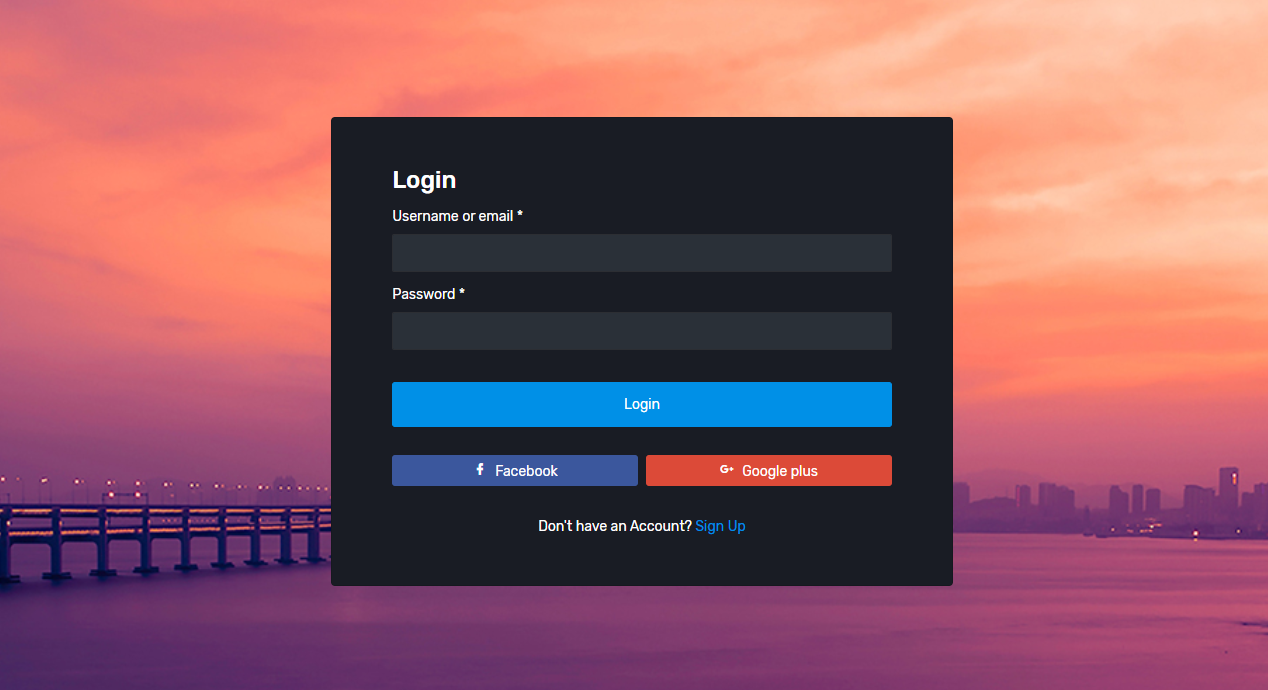 Login
Username or email *
Password *
Login
Facebook
Google plus
Don't have an Account? Sign Up